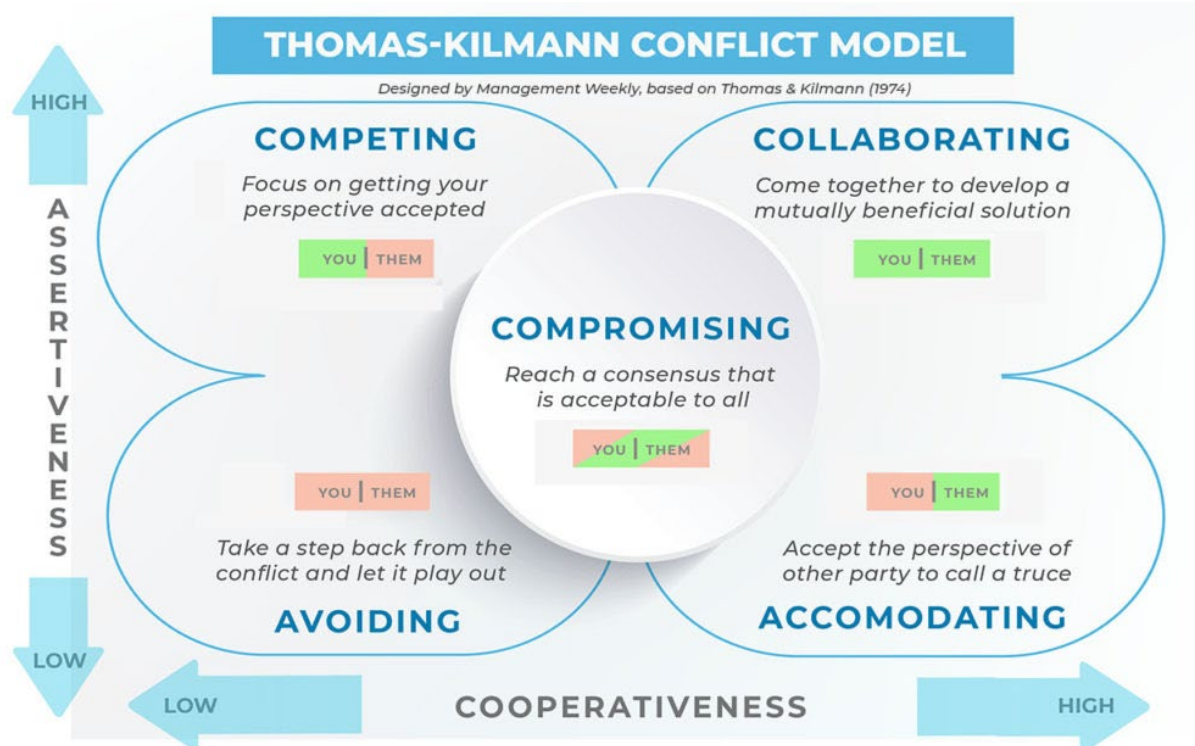 THOMAS-KILMANN CONFLICT MODEL
Designed by Management Weekly, based on Thomas & Kilmann (1974)
HIGH
ASSERTIVENESS
LOW
COMPETING
Focus on getting your
perspective accepted
YOU | THEM
COLLABORATING
Come together to develop a
mutually beneficial solution
YOU | THEM
COMPROMISING
Reach a consensus that
is acceptable to all
YOU | THEM
YOU | THEM
Take a step back from the
conflict and let it play out
AVOIDING
YOU | THEM
Accept the perspective of
other party to call a truce
ACCOMODATING
LOW
COOPERATIVENESS
HIGH